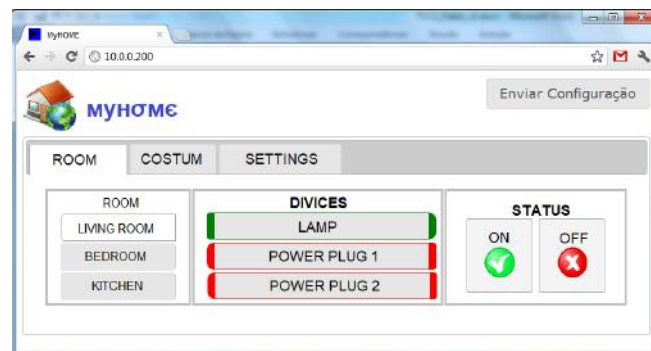 MyHOME
10.0.0.200
Enviar Configuração
MYHOME
ROOM COSTUM SETTINGS
ROOM
LIVING ROOM
BEDROOM
KITCHEN
DIVICES
LAMP
POWER PLUG 1
POWER PLUG 2
STATUS
ON OFF